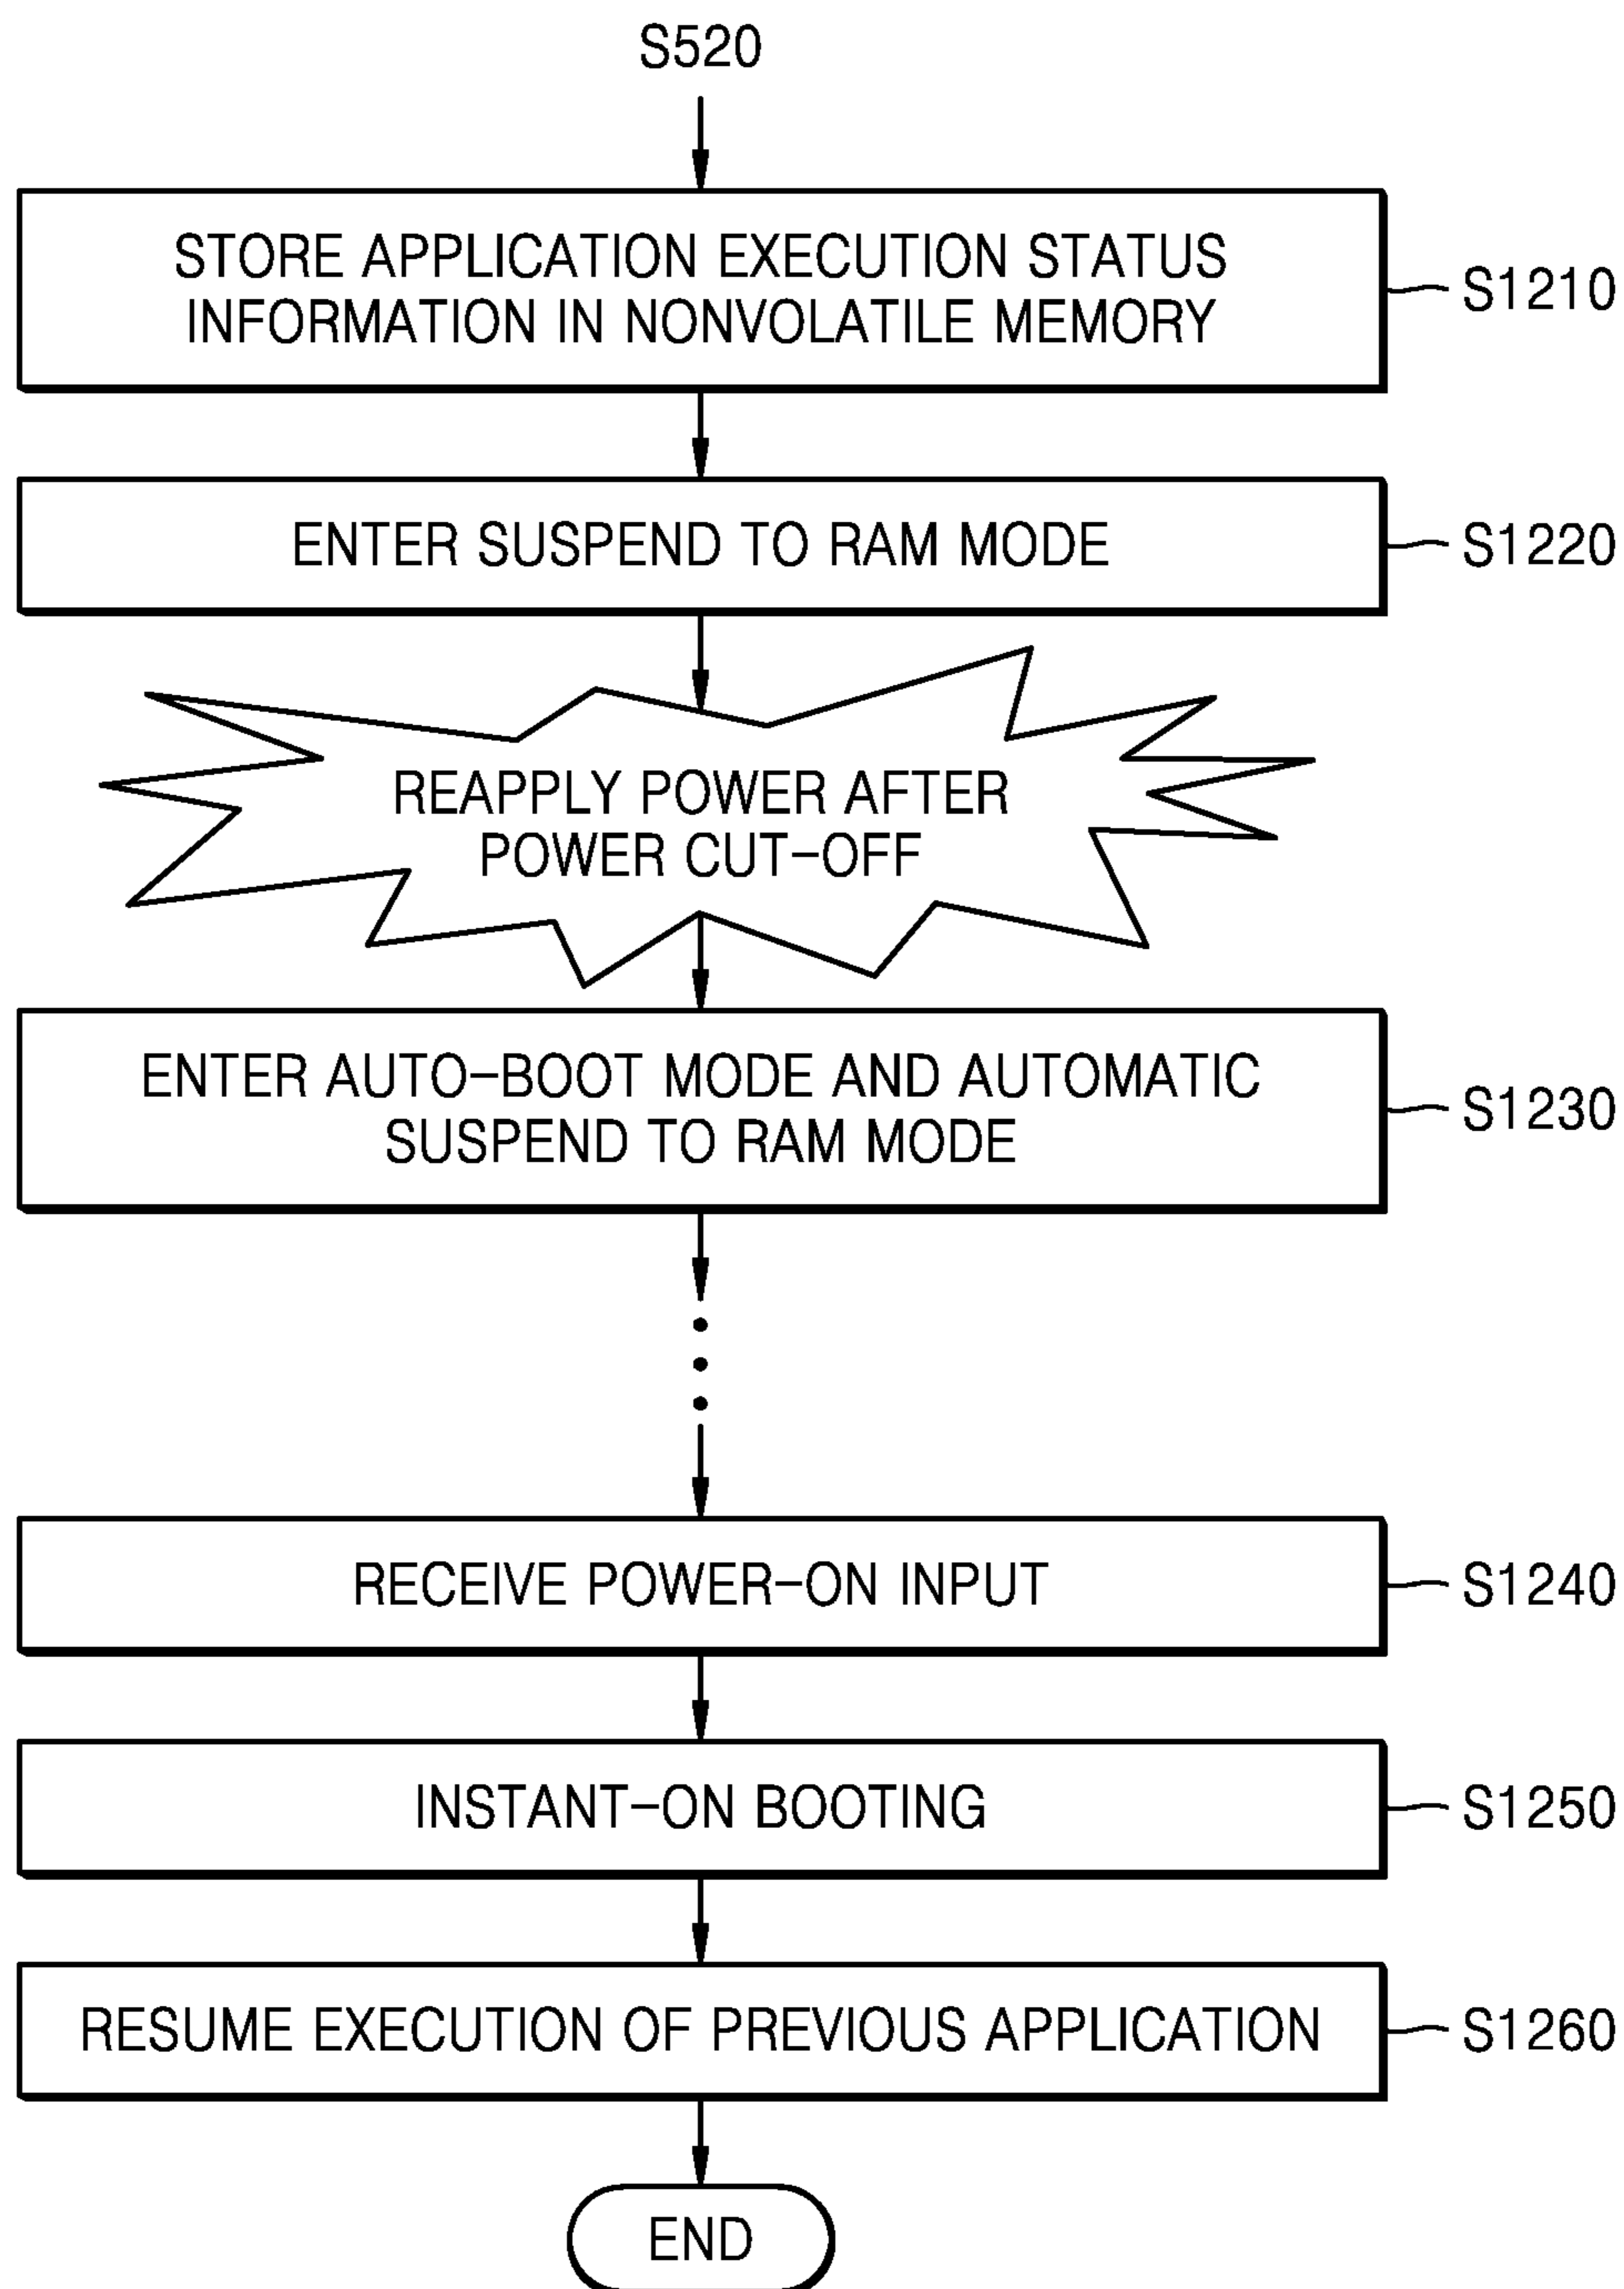 S520
STORE APPLICATION EXECUTION STATUS
INFORMATION IN NONVOLATILE MEMORY
S1210
ENTER SUSPEND TO RAM MODE
S1220
REAPPLY POWER AFTER
POWER CUT-OFF
ENTER AUTO-BOOT MODE AND AUTOMATIC
SUSPEND TO RAM MODE
S1230
RECEIVE POWER-ON INPUT
S1240
INSTANT-ON BOOTING
S1250
RESUME EXECUTION OF PREVIOUS APPLICATION
S1260
END